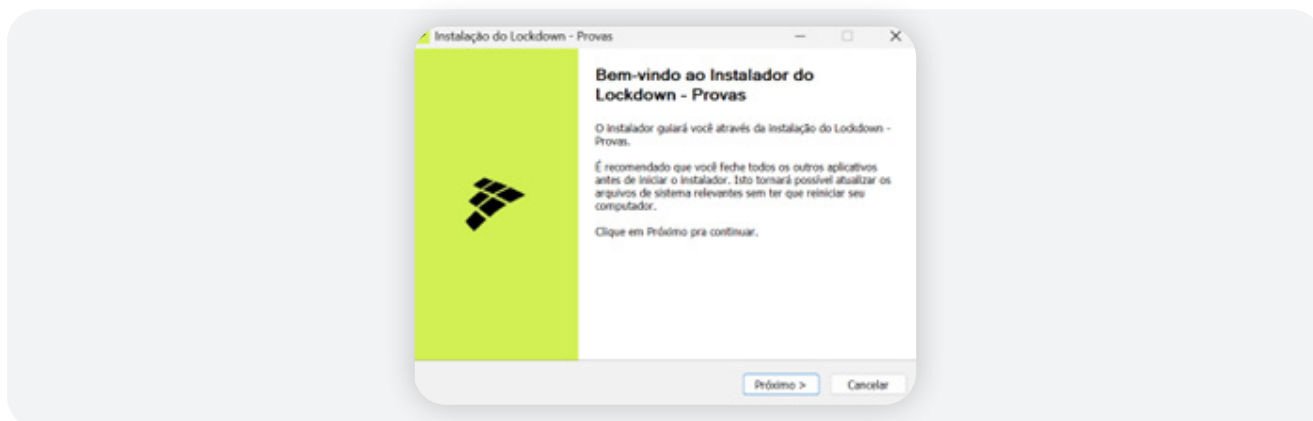 Instalação do Lockdown - Provas
Bem-vindo ao Instalador do
Lockdown - Provas
O instalador guiará você através da instalação do Lockdown -
Provas.
É recomendado que você feche todos os outros aplicativos
antes de iniciar o instalador. Isto tornará possível atualizar os
arquivos de sistema relevantes sem ter que reiniciar seu
computador.
Clique em Próximo pra continuar.
Próximo >
Cancelar